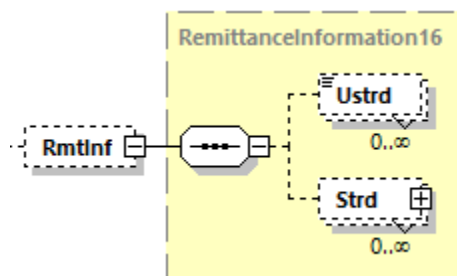 RemittanceInformation16
Ustrd
0..∞
RmtInf
Strd
0..∞